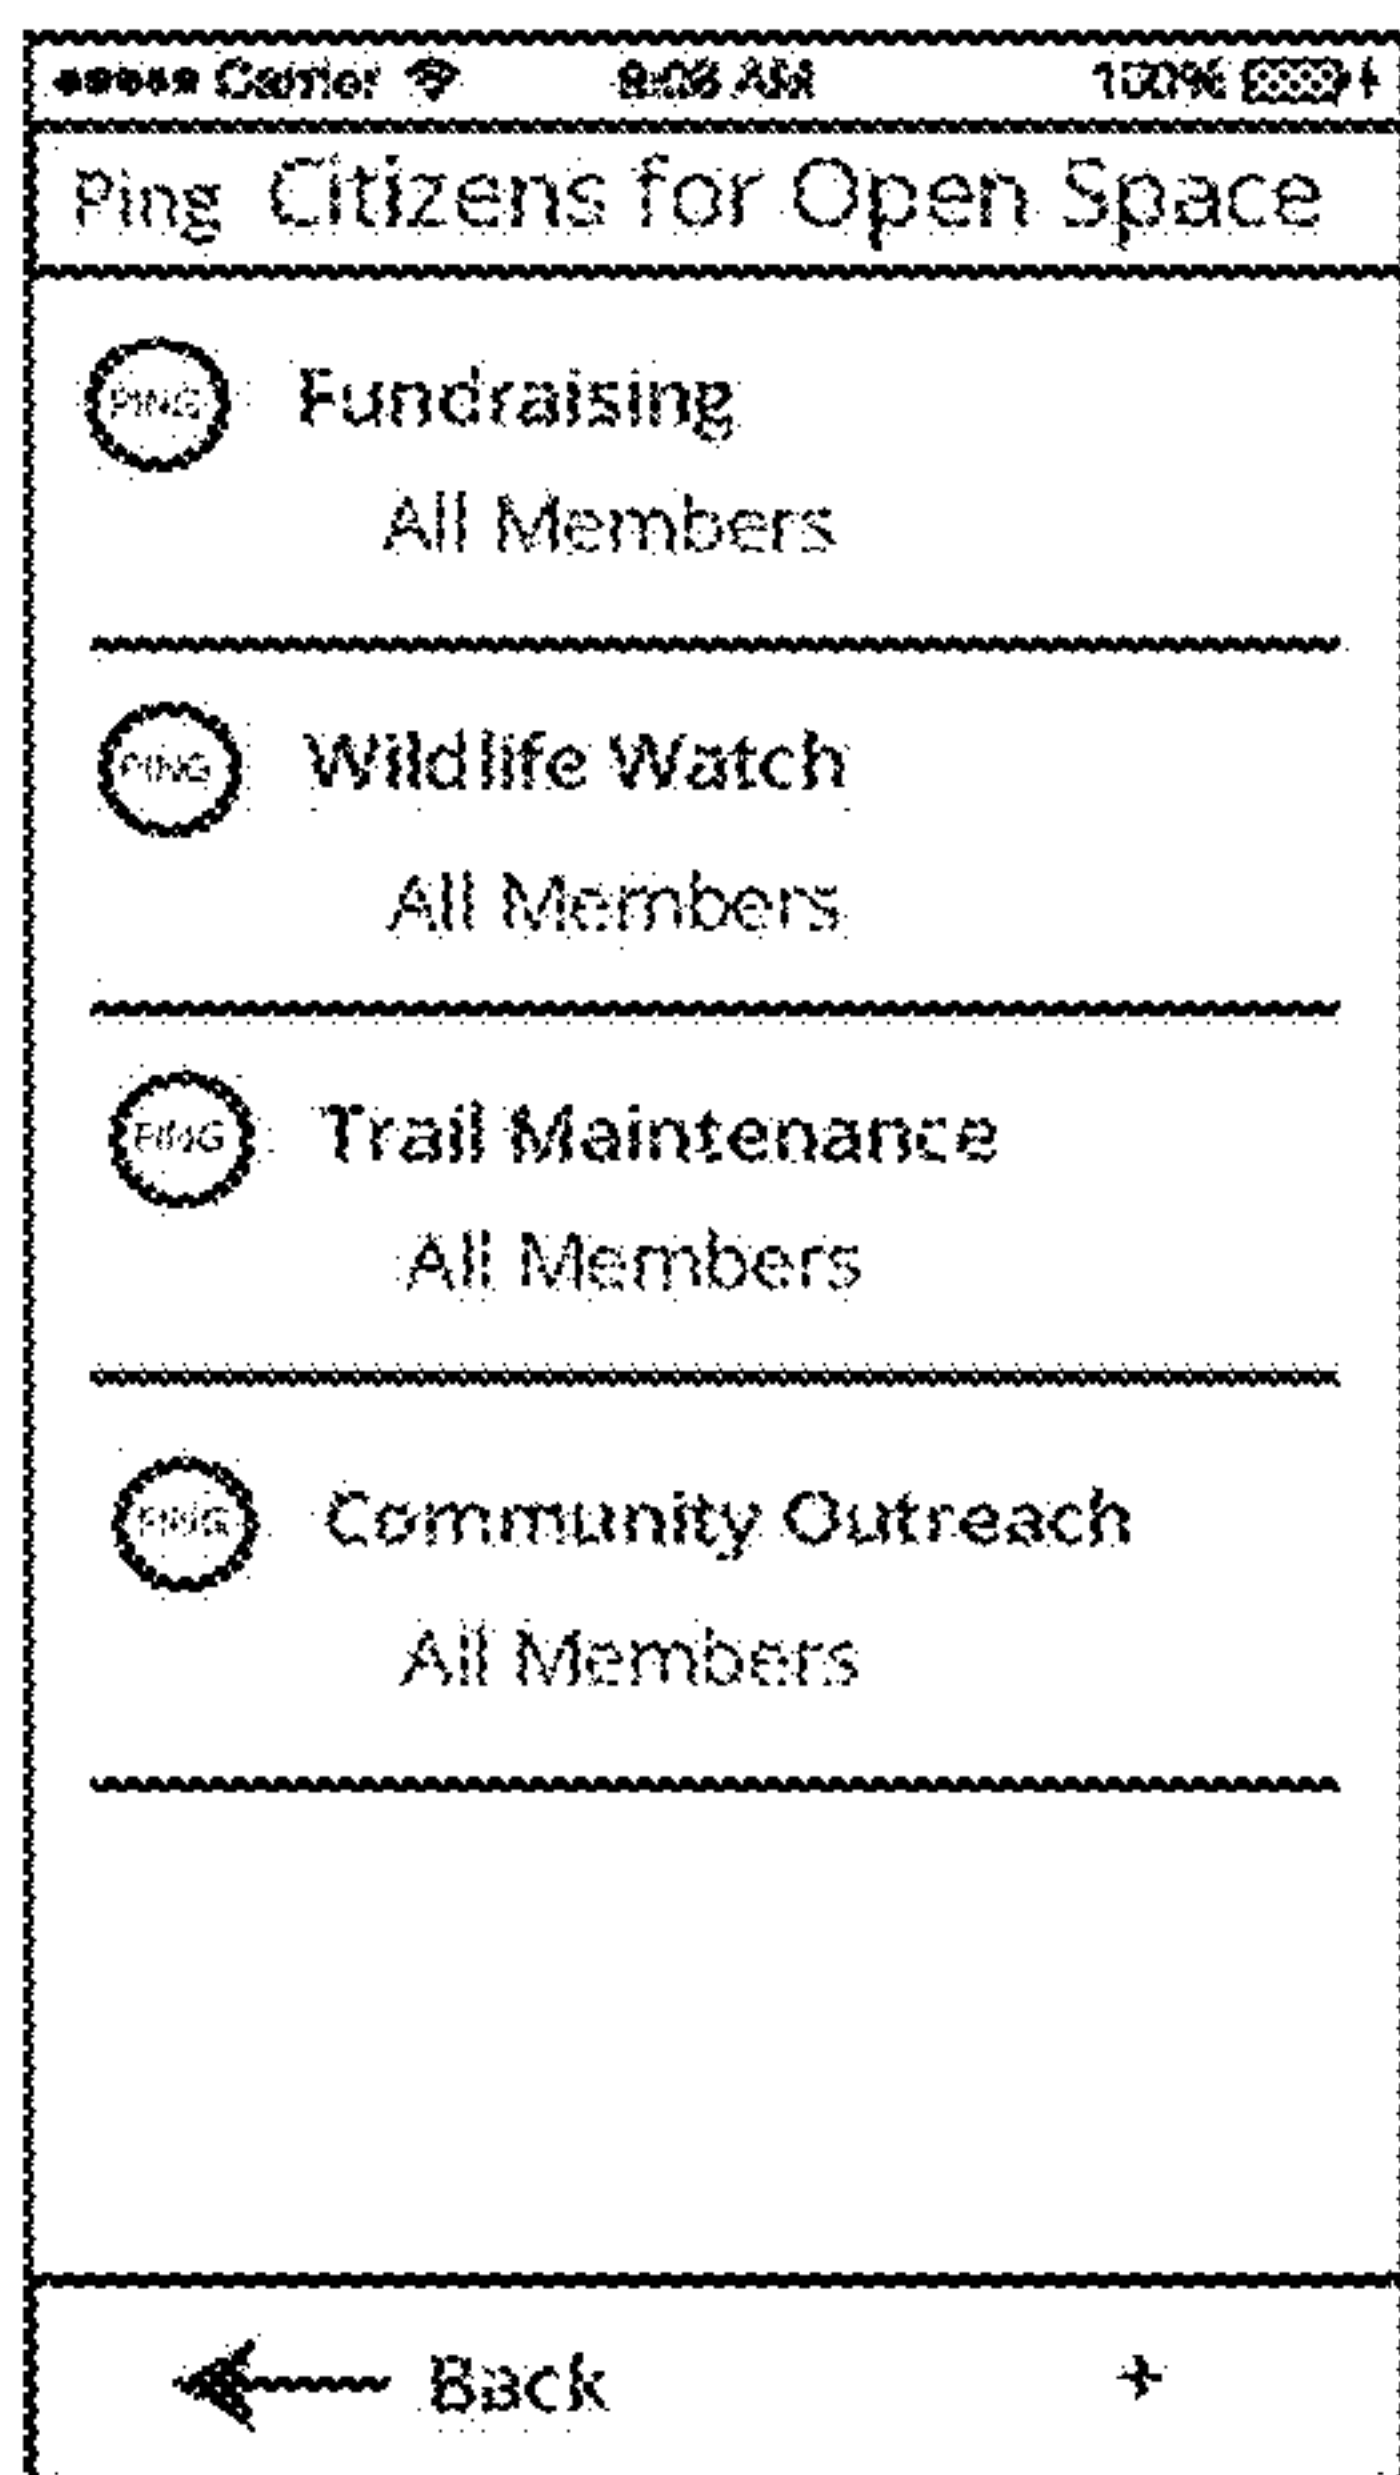 Carrier AM 100%
Ping Citizens for Open Space
PING Fundraising
All Members
PING Wildlife Watch
All Members
PING Trail Maintenance
All Members
PING Community Outreach
All Members
Back +